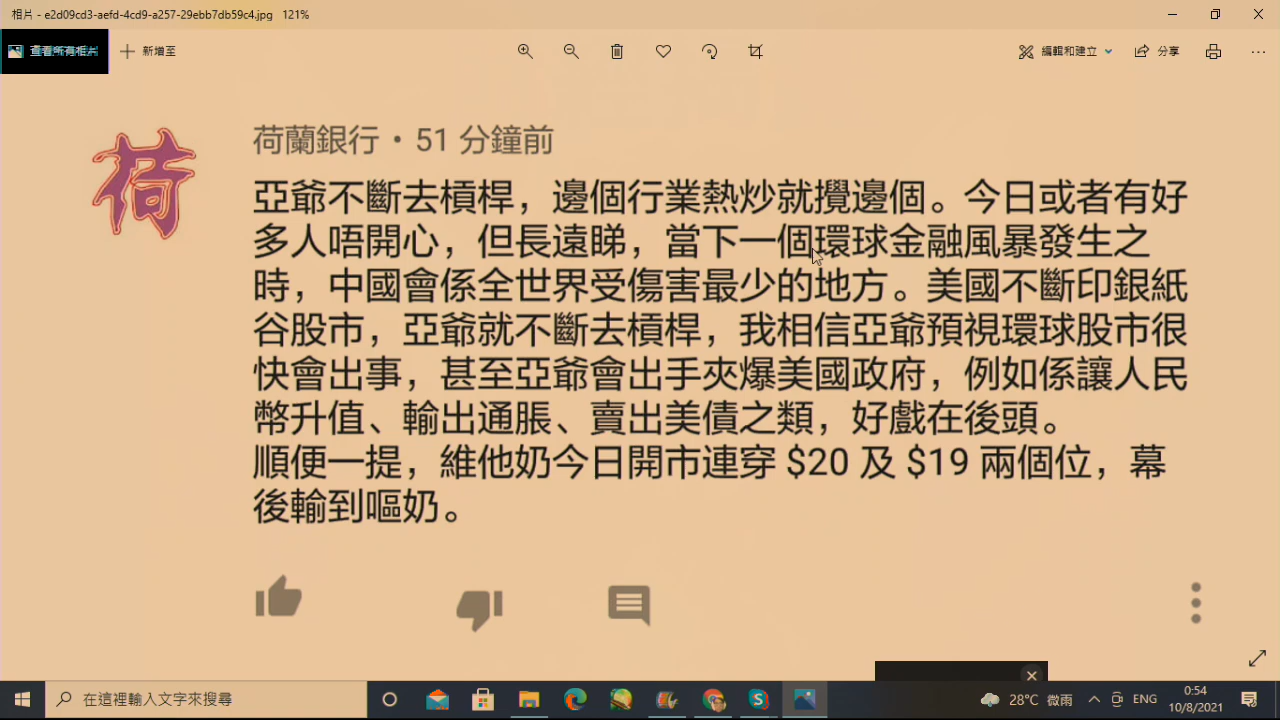 相片 - e2d09cd3-aefd-4cd9-a257-29ebb7db59c4.jpg 121%
查看所有相片
新增至
編輯和建立
分享
荷
荷蘭銀行・51 分鐘前
亞爺不斷去槓桿，邊個行業熱炒就攪邊個。今日或者有好
多人唔開心，但長遠睇，當下一個環球金融風暴發生之
時，中國會係全世界受傷害最少的地方。美國不斷印銀紙
谷股市，亞爺就不斷去槓桿，我相信亞爺預視環球股市很
快會出事，甚至亞爺會出手夾爆美國政府，例如係讓人民
幣升值、輸出通脹、賣出美債之類，好戲在後頭。
順便一提，維他奶今日開市連穿 $20 及 $19 兩個位，幕
後輸到嘔奶。
在這裡輸入文字來搜尋
28°C 微雨
ENG
0:54
10/8/2021